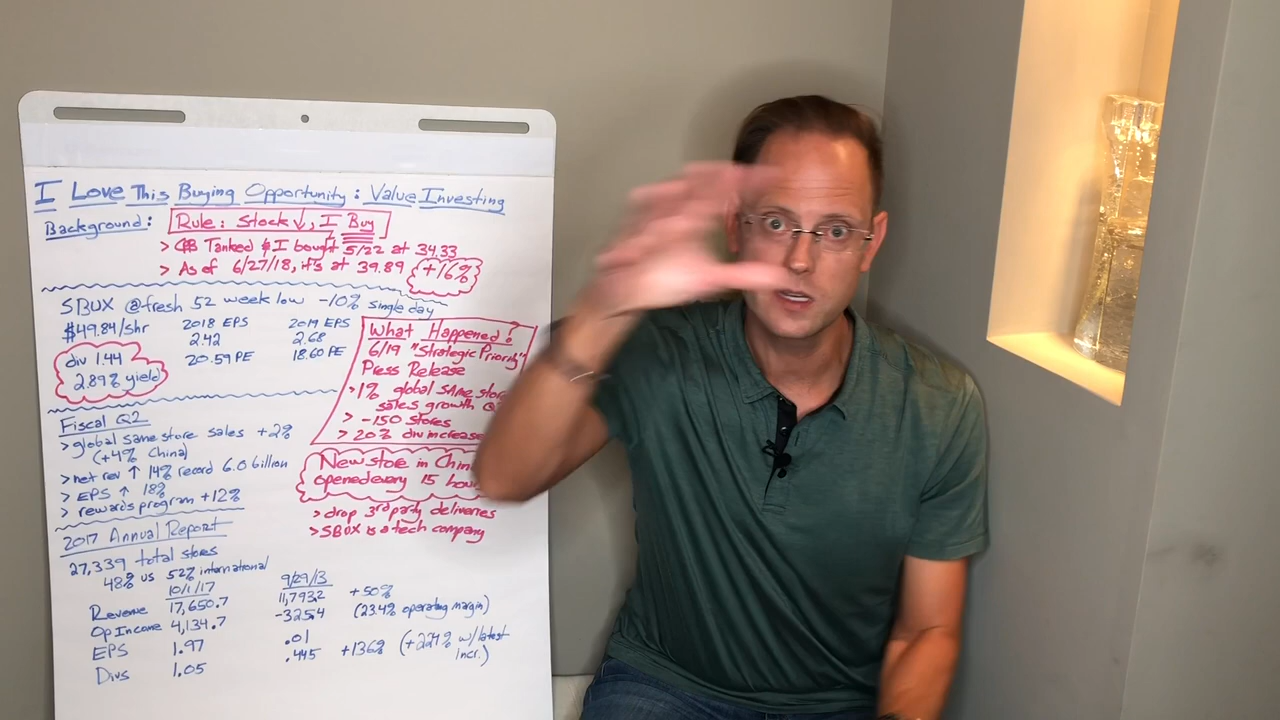 I Love This Buying Opportunity: Value Investing
Background: Rule: Stock ↓, I Buy
> CB Tanked & I bought 5/22 at 34.33
> As of 6/27/18, it's at 39.89 +16%
SBUX @fresh 52 week low -10% single day
$49.84/shr 2018 EPS 2019 EPS
2.42 2.68
20.59 PE 18.60 PE
div 1.44
2.89% yield
What Happened?
6/19 "Strategic Priority"
Press Release
>1% global same store
sales growth
> -150 stores
> 20% div increase
Fiscal Q2
>global same store sales +2%
(+4% China)
>net rev ↑ 14% record 6.0 billion
> EPS ↑ 18%
> rewards program +12%
New store in
opened every 15
> drop 3rd party deliveries
>SBUX is a tech company
2017 Annual Report
27,339 total stores
48% US 52% international
10/1/17 9/29/13
Revenue 17,650.7 11,793.2 +50%
Op Income 4,134.7 -325.4 (23.4% operating margin)
EPS 1.97 .01
Divs 1.05 .445 +136% (+224% w/latest
incr.)